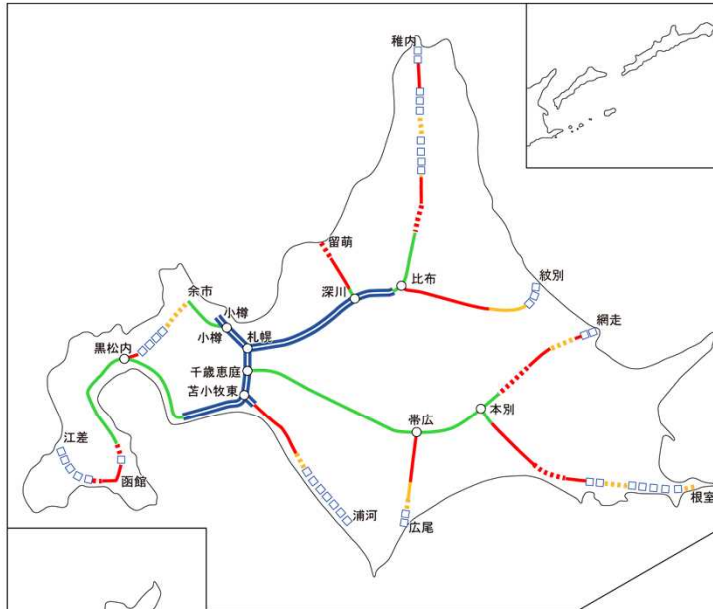 稚内
留萌
紋別
比布
深川
余市
小樽
小樽
網走
札幌
黒松内
千歳恵庭
苫小牧東
本別
帯広
江差
函館
根室
浦河
広尾